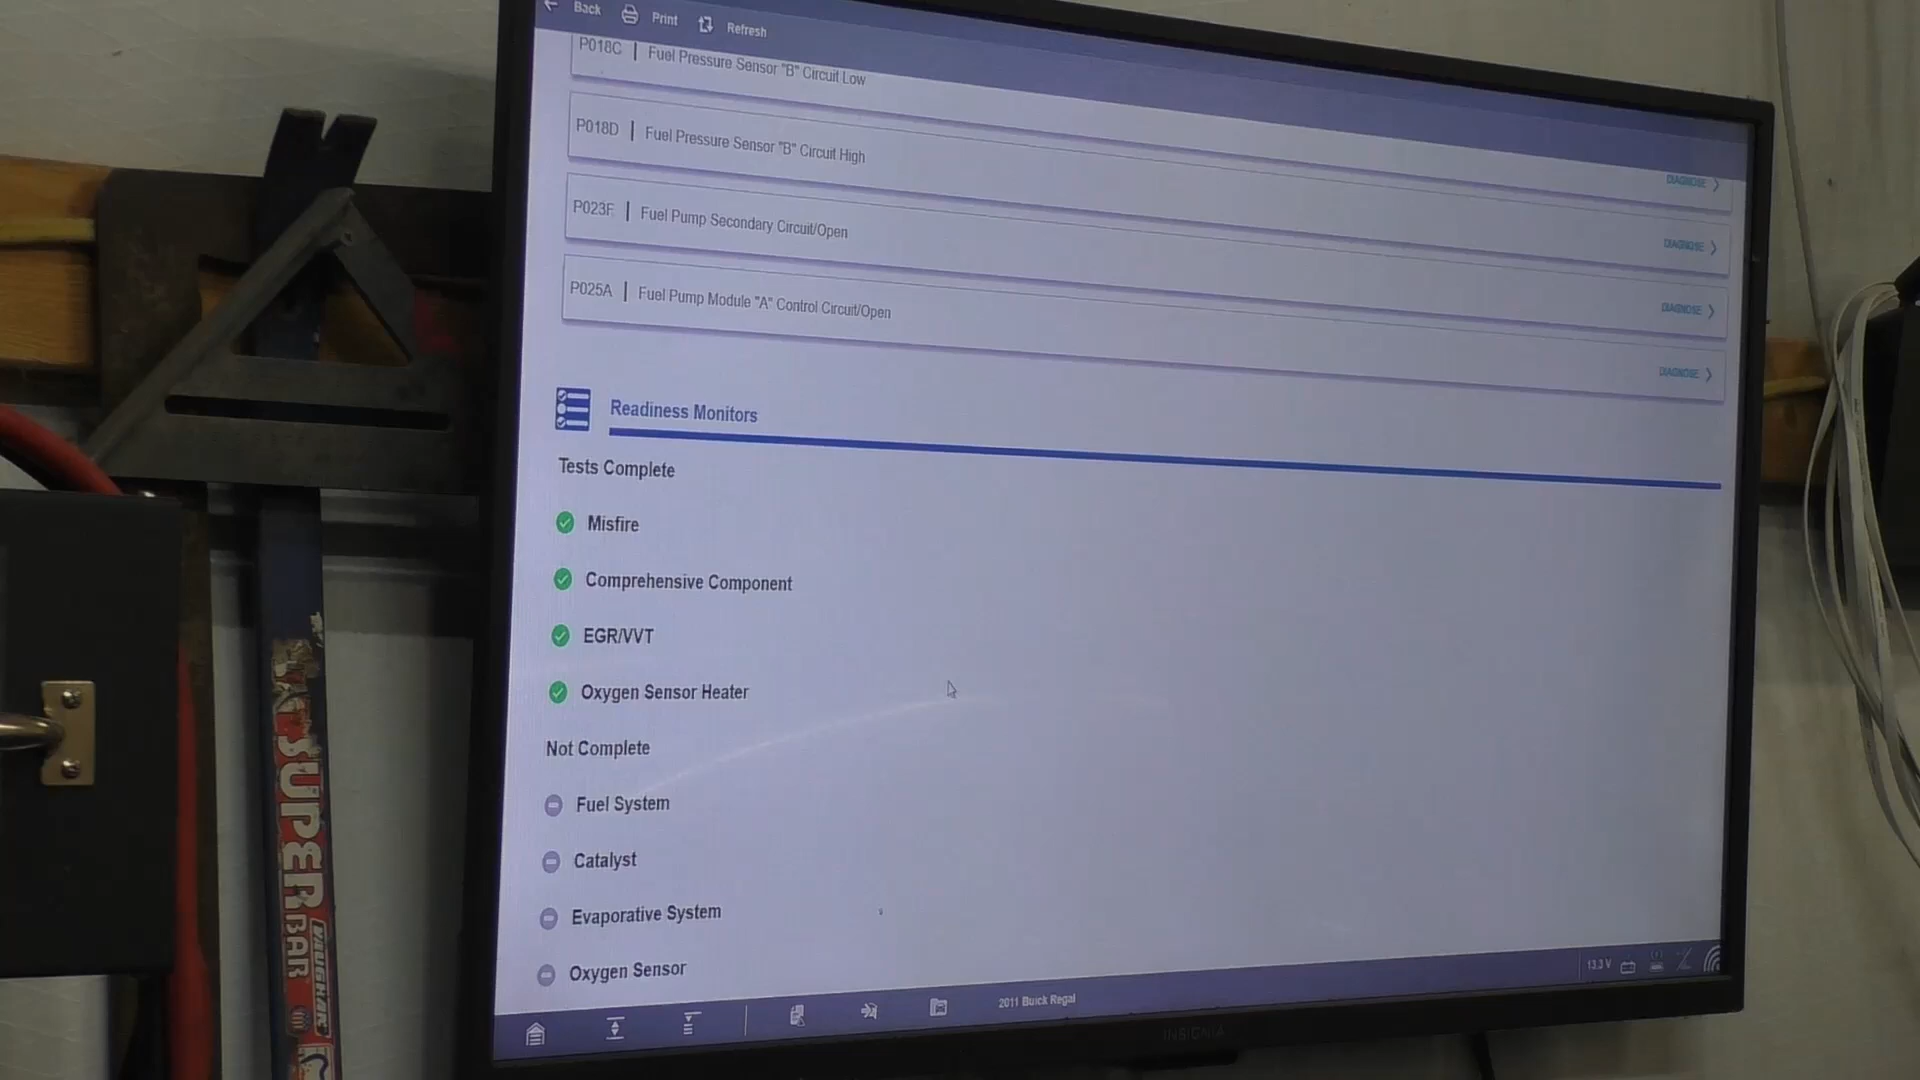 Back Print Refresh
P018C | Fuel Pressure Sensor "B" Circuit Low
DIAGNOSE
P018D | Fuel Pressure Sensor "B" Circuit High
DIAGNOSE
P023F | Fuel Pump Secondary Circuit/Open
DIAGNOSE
P025A | Fuel Pump Module "A" Control Circuit/Open
DIAGNOSE
Readiness Monitors
Tests Complete
Misfire
Comprehensive Component
EGR/VVT
Oxygen Sensor Heater
Not Complete
Fuel System
Catalyst
Evaporative System
Oxygen Sensor
2011 Buick Regal
13.3 V
INSIGNIA
SUPER BAR
VAUGHAN